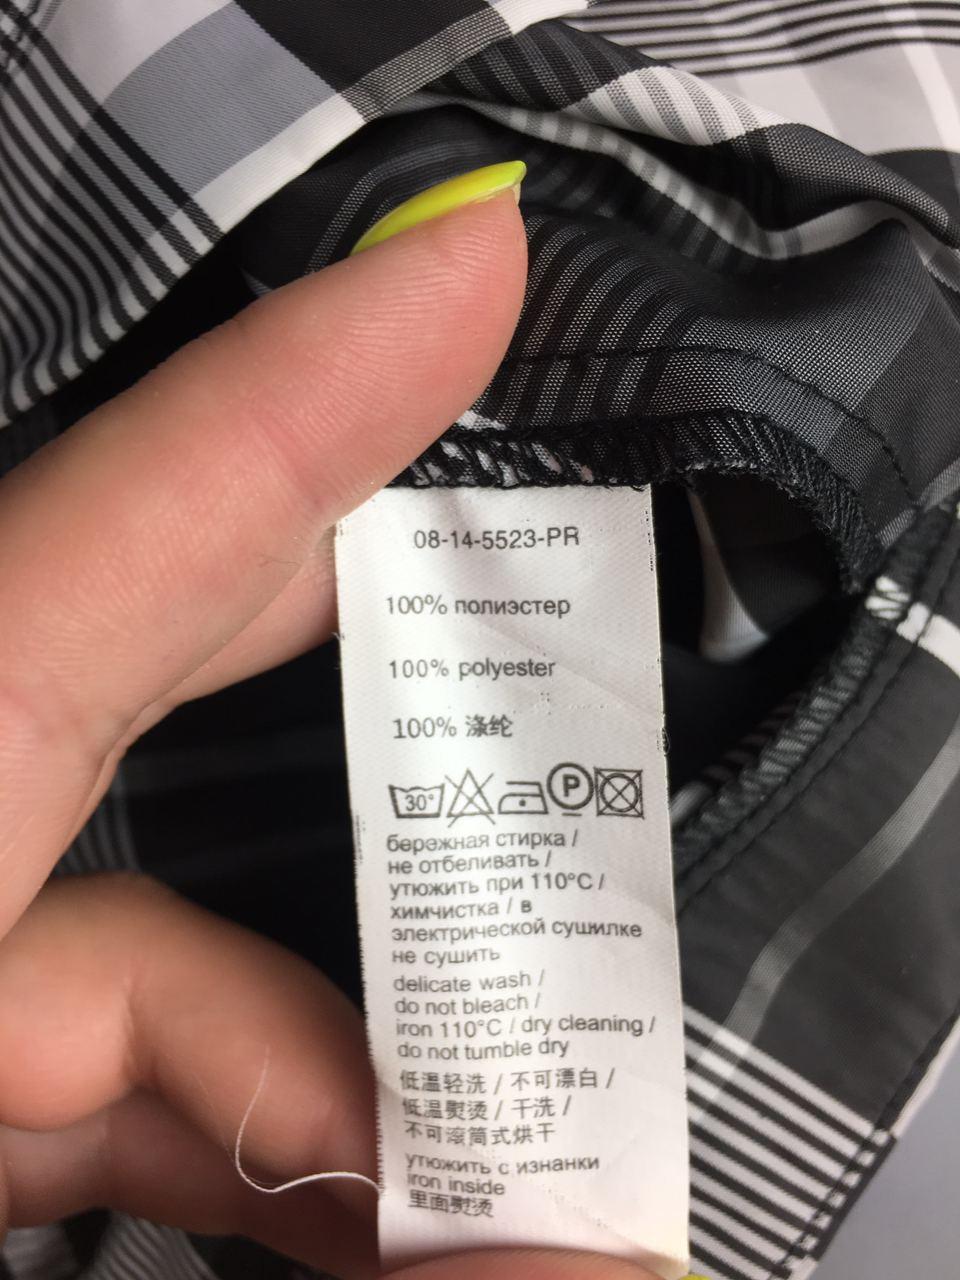 08-14-5523-PR
100% полиэстер
100% polyester
100% 涤纶
30° P
бережная стирка /
не отбеливать /
утюжить при 110°C /
химчистка / в
электрической сушилке
не сушить
delicate wash /
do not bleach /
iron 110°C / dry cleaning /
do not tumble dry
低温轻洗 / 不可漂白 /
低温熨烫 / 干洗 /
不可滚筒式烘干
утюжить с изнанки
iron inside
里面熨烫